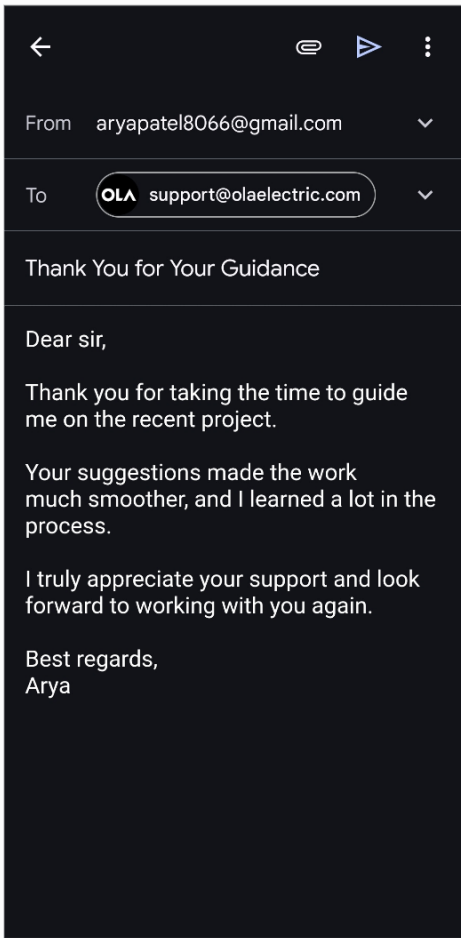 From aryapatel8066@gmail.com
To OLA support@olaelectric.com
Thank You for Your Guidance
Dear sir,
Thank you for taking the time to guide
me on the recent project.
Your suggestions made the work
much smoother, and I learned a lot in the
process.
I truly appreciate your support and look
forward to working with you again.
Best regards,
Arya